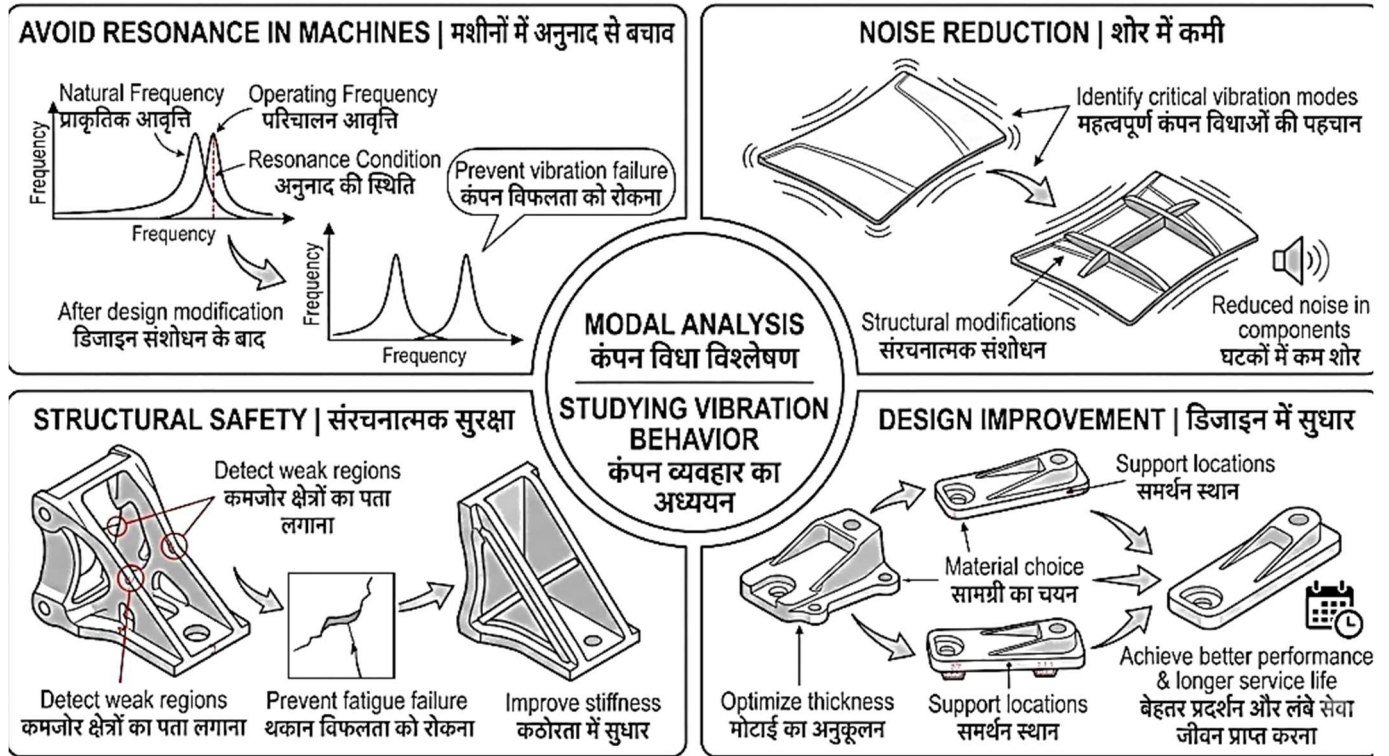 AVOID RESONANCE IN MACHINES | मशीनों में अनुनाद से बचाव
Natural Frequency
प्राकृतिक आवृत्ति
Operating Frequency
परिचालन आवृत्ति
Resonance Condition
अनुनाद की स्थिति
Frequency
Frequency
Prevent vibration failure
कंपन विफलता को रोकना
After design modification
डिजाइन संशोधन के बाद
Frequency
Frequency
NOISE REDUCTION | शोर में कमी
Identify critical vibration modes
महत्वपूर्ण कंपन विधाओं की पहचान
Structural modifications
संरचनात्मक संशोधन
Reduced noise in
components
घटकों में कम शोर
MODAL ANALYSIS
कंपन विधा विश्लेषण
STUDYING VIBRATION
BEHAVIOR
कंपन व्यवहार का
अध्ययन
STRUCTURAL SAFETY | संरचनात्मक सुरक्षा
Detect weak regions
कमजोर क्षेत्रों का पता
लगाना
Detect weak regions
कमजोर क्षेत्रों का पता लगाना
Prevent fatigue failure
थकान विफलता को रोकना
Improve stiffness
कठोरता में सुधार
DESIGN IMPROVEMENT | डिजाइन में सुधार
Support locations
समर्थन स्थान
Material choice
सामग्री का चयन
Optimize thickness
मोटाई का अनुकूलन
Support locations
समर्थन स्थान
Achieve better performance
& longer service life
बेहतर प्रदर्शन और लंबे सेवा
जीवन प्राप्त करना